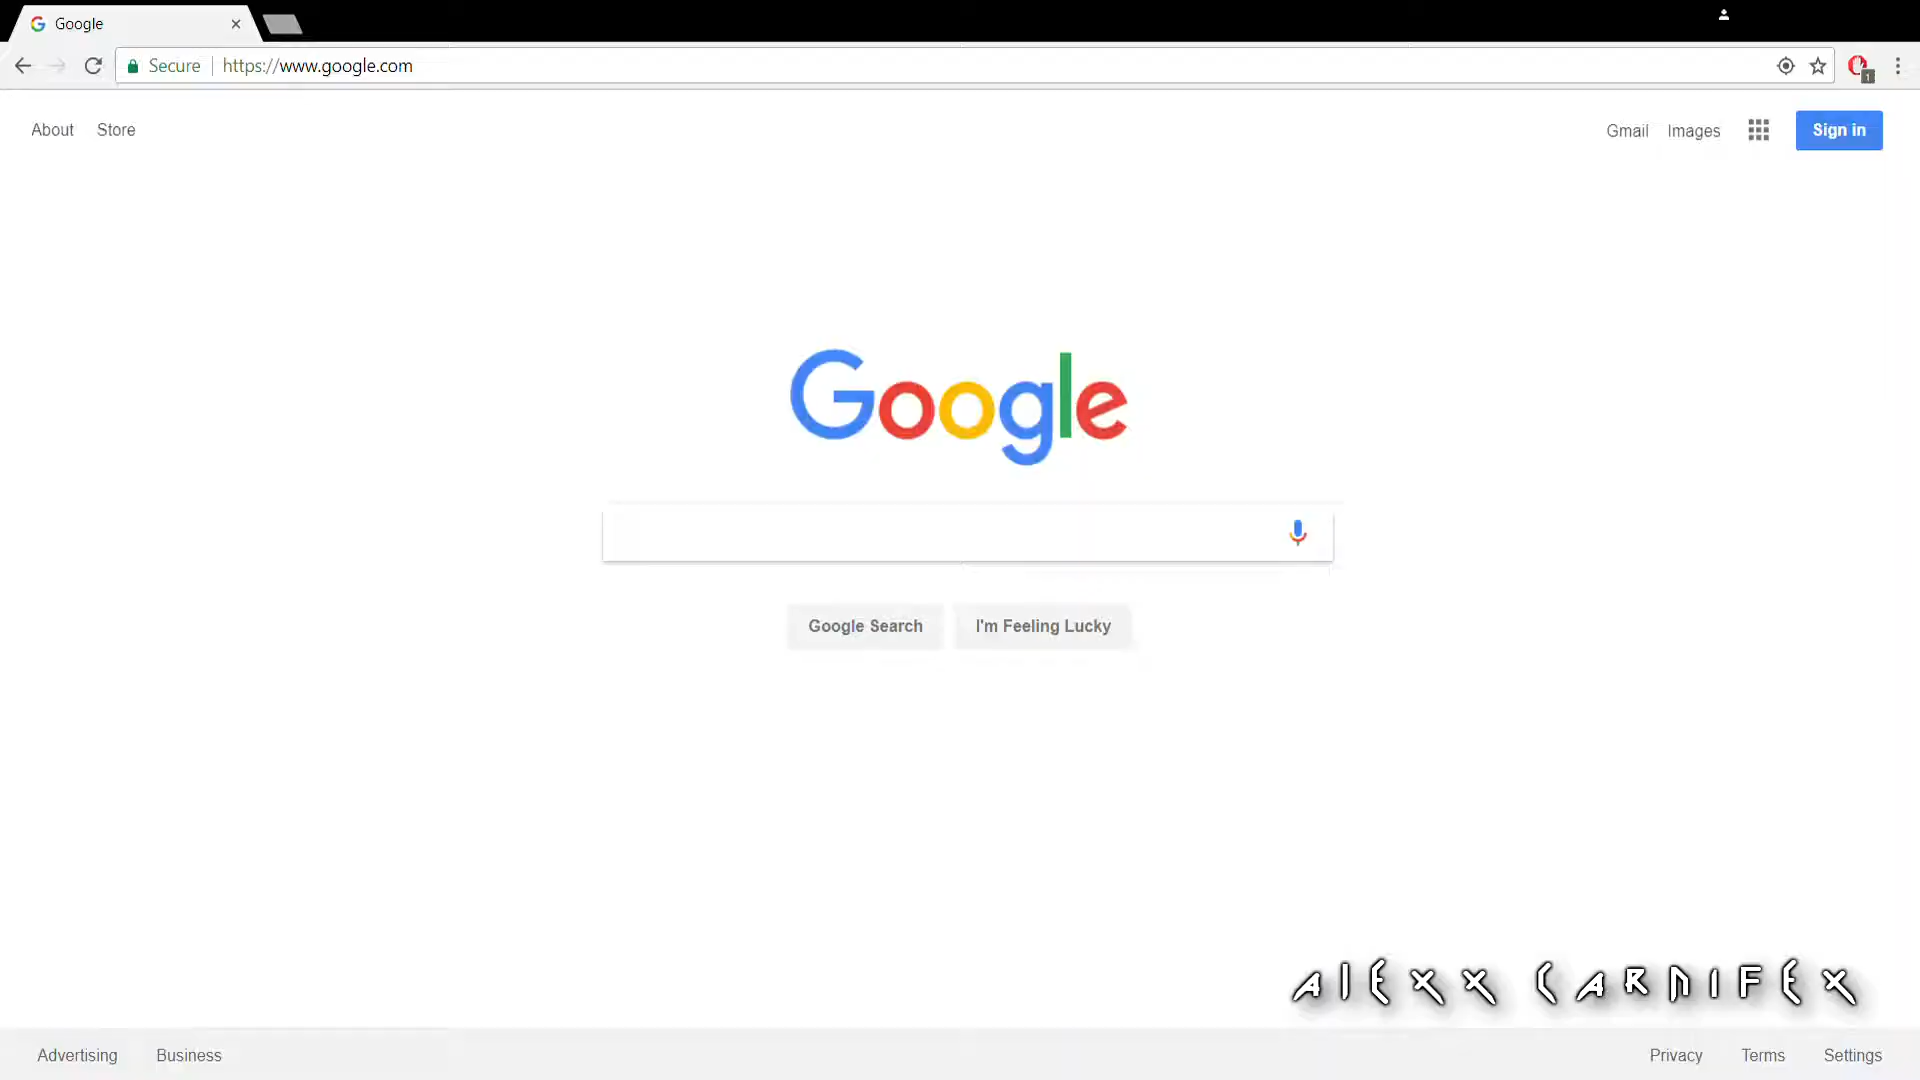 Google
Secure https://www.google.com
1
About Store
Gmail Images Sign in
Google
Google Search I'm Feeling Lucky
ALEXX CARNIFEX
Advertising Business
Privacy Terms Settings